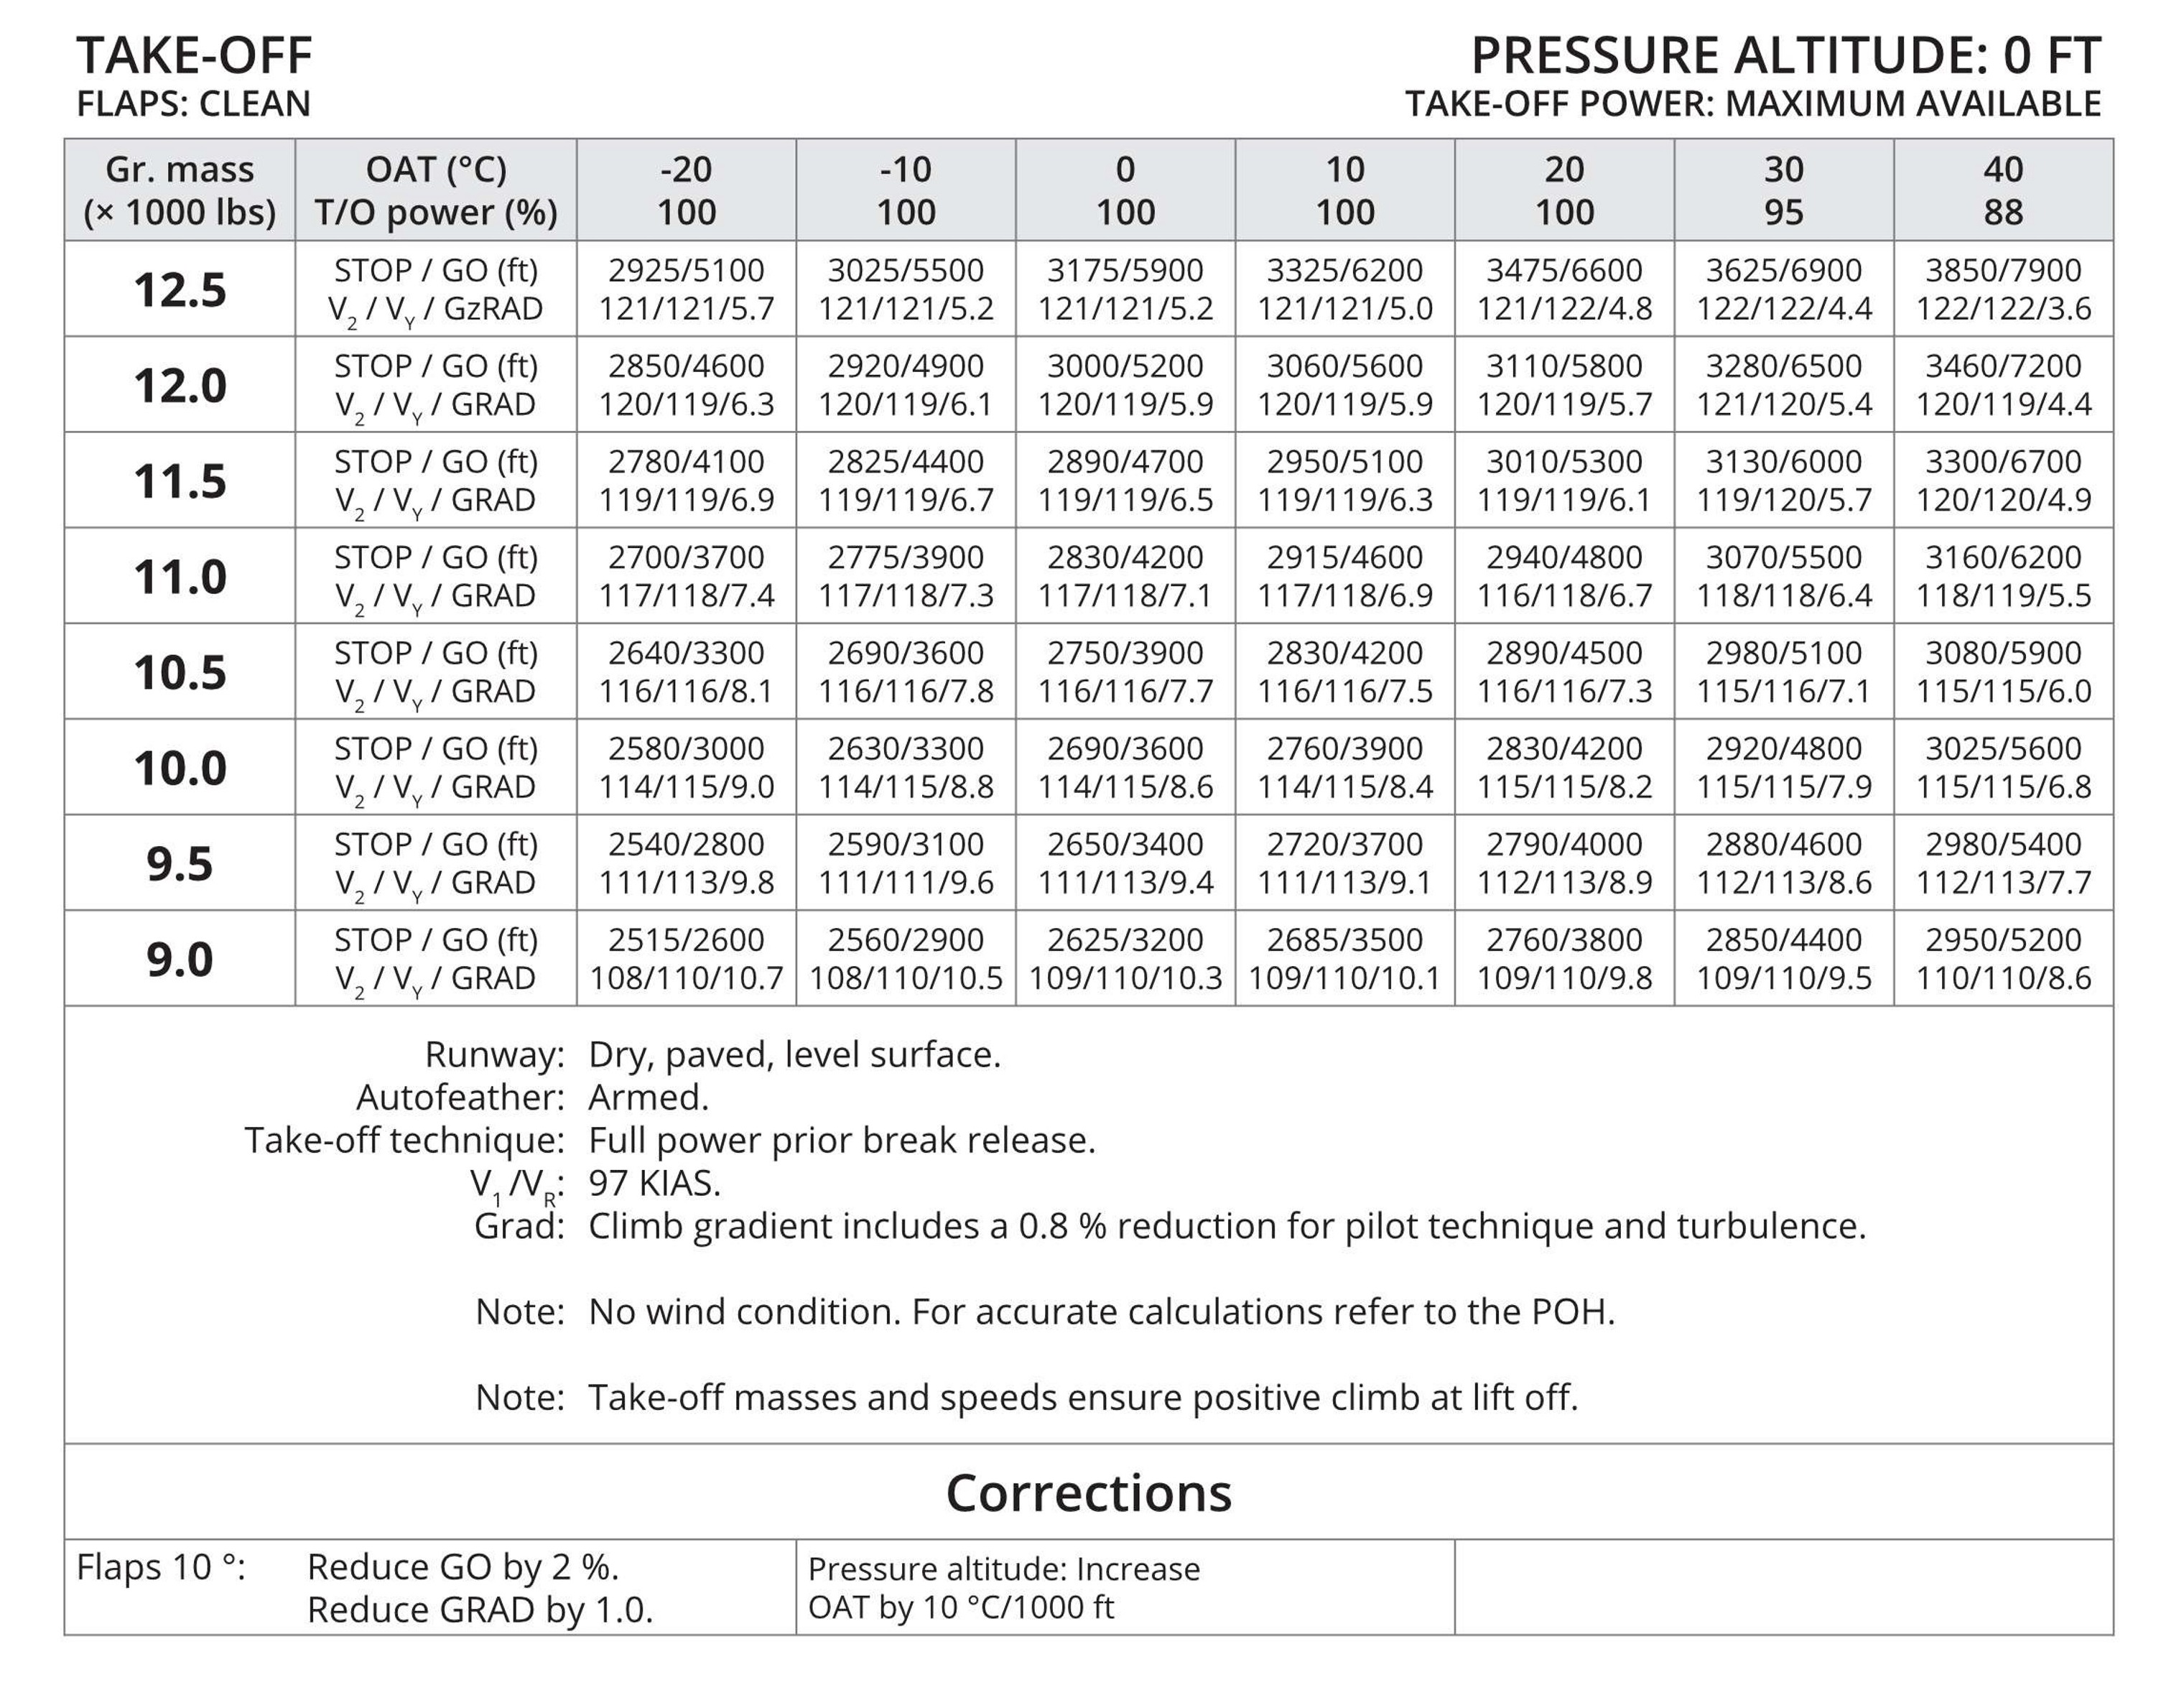 TAKE-OFF
FLAPS: CLEAN
PRESSURE ALTITUDE: 0 FT
TAKE-OFF POWER: MAXIMUM AVAILABLE
Gr. mass OAT (°C) -20 -10 0 10 20 30 40
(× 1000 lbs) T/O power (%) 100 100 100 100 100 95 88
12.5
STOP / GO (ft) 2925/5100 3025/5500 3175/5900 3325/6200 3475/6600 3625/6900 3850/7900
V2 / VY / GzRAD 121/121/5.7 121/121/5.2 121/121/5.2 121/121/5.0 121/122/4.8 122/122/4.4 122/122/3.6
12.0
STOP / GO (ft) 2850/4600 2920/4900 3000/5200 3060/5600 3110/5800 3280/6500 3460/7200
V2 / VY / GRAD 120/119/6.3 120/119/6.1 120/119/5.9 120/119/5.9 120/119/5.7 121/120/5.4 120/119/4.4
11.5
STOP / GO (ft) 2780/4100 2825/4400 2890/4700 2950/5100 3010/5300 3130/6000 3300/6700
V2 / VY / GRAD 119/119/6.9 119/119/6.7 119/119/6.5 119/119/6.3 119/119/6.1 119/120/5.7 120/120/4.9
11.0
STOP / GO (ft) 2700/3700 2775/3900 2830/4200 2915/4600 2940/4800 3070/5500 3160/6200
V2 / VY / GRAD 117/118/7.4 117/118/7.3 117/118/7.1 117/118/6.9 116/118/6.7 118/118/6.4 118/119/5.5
10.5
STOP / GO (ft) 2640/3300 2690/3600 2750/3900 2830/4200 2890/4500 2980/5100 3080/5900
V2 / VY / GRAD 116/116/8.1 116/116/7.8 116/116/7.7 116/116/7.5 116/116/7.3 115/116/7.1 115/115/6.0
10.0
STOP / GO (ft) 2580/3000 2630/3300 2690/3600 2760/3900 2830/4200 2920/4800 3025/5600
V2 / VY / GRAD 114/115/9.0 114/115/8.8 114/115/8.6 114/115/8.4 115/115/8.2 115/115/7.9 115/115/6.8
9.5
STOP / GO (ft) 2540/2800 2590/3100 2650/3400 2720/3700 2790/4000 2880/4600 2980/5400
V2 / VY / GRAD 111/113/9.8 111/111/9.6 111/113/9.4 111/113/9.1 112/113/8.9 112/113/8.6 112/113/7.7
9.0
STOP / GO (ft) 2515/2600 2560/2900 2625/3200 2685/3500 2760/3800 2850/4400 2950/5200
V2 / VY / GRAD 108/110/10.7 108/110/10.5 109/110/10.3 109/110/10.1 109/110/9.8 109/110/9.5 110/110/8.6
Runway: Dry, paved, level surface.
Autofeather: Armed.
Take-off technique: Full power prior break release.
V1 /VR: 97 KIAS.
Grad: Climb gradient includes a 0.8 % reduction for pilot technique and turbulence.
Note: No wind condition. For accurate calculations refer to the POH.
Note: Take-off masses and speeds ensure positive climb at lift off.
Corrections
Flaps 10 °: Reduce GO by 2 %.
Reduce GRAD by 1.0.
Pressure altitude: Increase
OAT by 10 °C/1000 ft